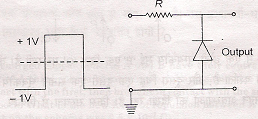 R
+ 1V
Output
– 1V